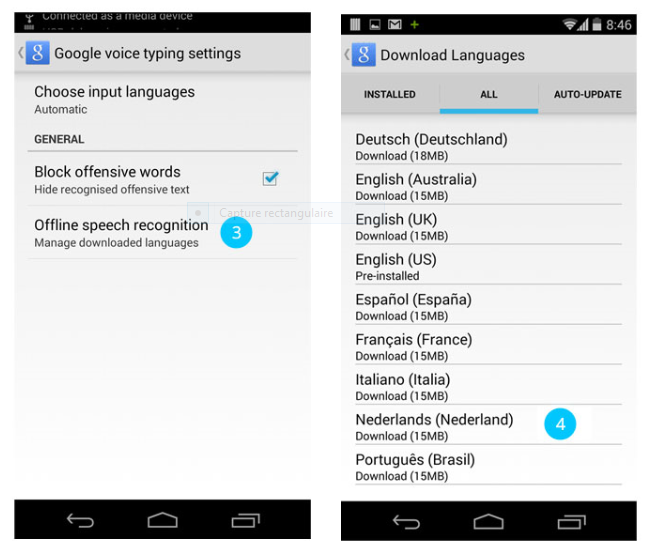 Connected as a media device
Google voice typing settings
Choose input languages
Automatic
GENERAL
Block offensive words
Hide recognised offensive text
Capture rectangulaire
Offline speech recognition
3
Manage downloaded languages
8:46
Download Languages
INSTALLED
ALL
AUTO-UPDATE
Deutsch (Deutschland)
Download (18MB)
English (Australia)
Download (15MB)
English (UK)
Download (15MB)
English (US)
Pre-installed
Español (España)
Download (15MB)
Français (France)
Download (15MB)
Italiano (Italia)
Download (15MB)
Nederlands (Nederland)
4
Download (15MB)
Português (Brasil)
Download (15MB)